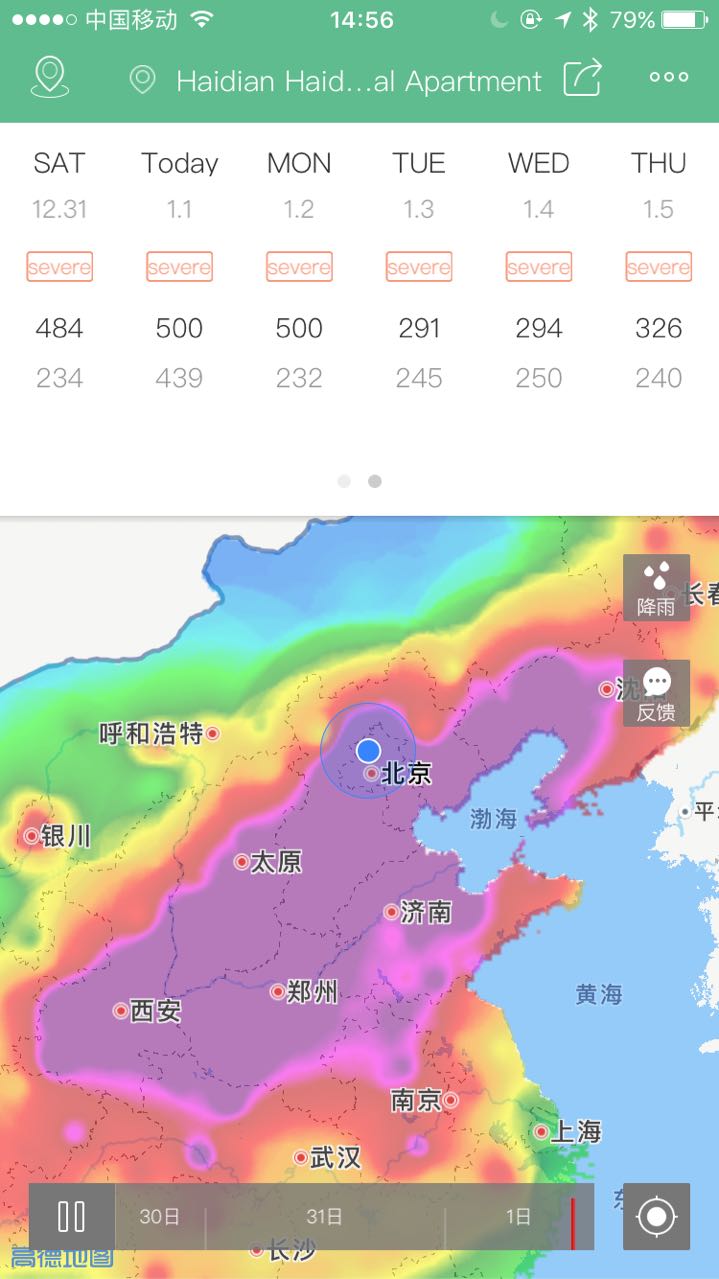 中国移动 14:56 79%
Haidian Haid...al Apartment
SAT Today MON TUE WED THU
12.31 1.1 1.2 1.3 1.4 1.5
severe severe severe severe severe severe
484 500 500 291 294 326
234 439 232 245 250 240
降雨
长春
沈
反馈
呼和浩特
北京
银川
渤海
平
太原
济南
郑州
黄海
西安
南京
上海
武汉
东
30日 31日 1日
长沙
高德地图